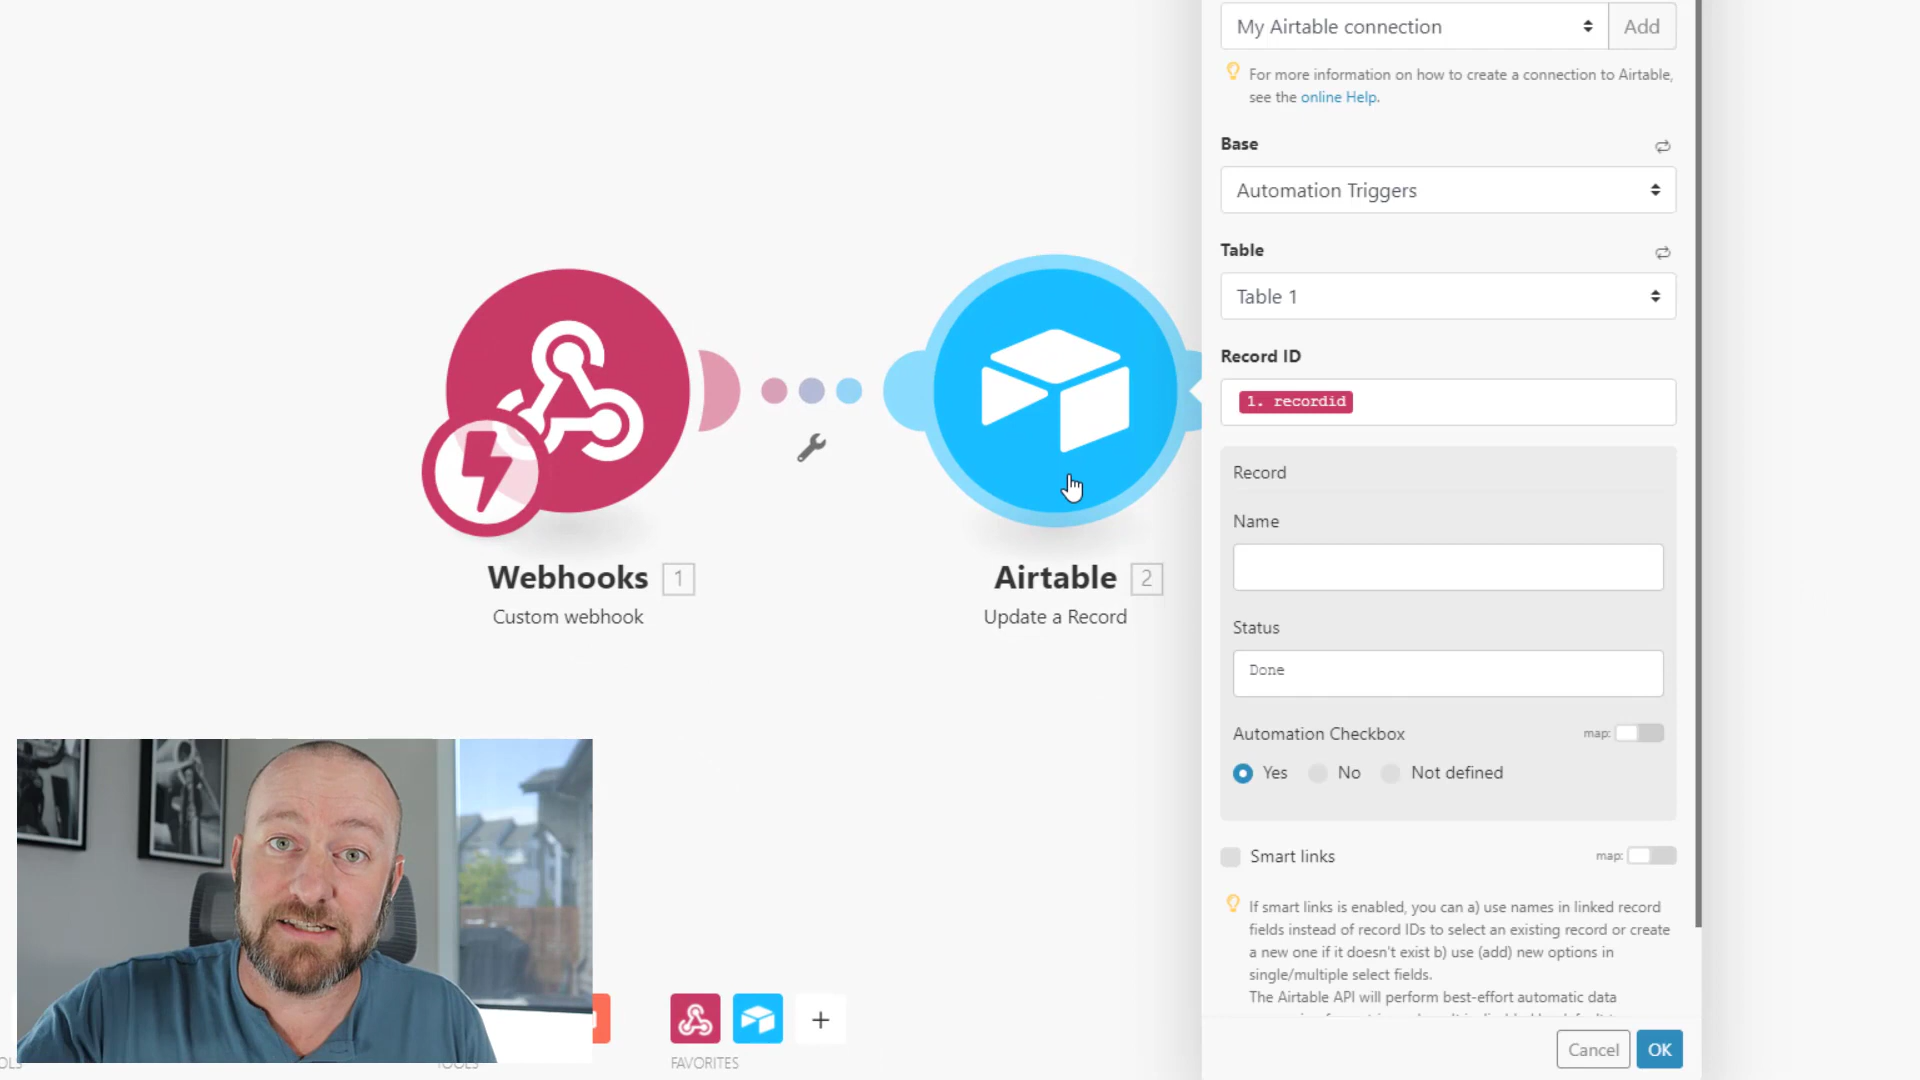 My Airtable connection
Add
For more information on how to create a connection to Airtable,
see the online Help.
Base
Automation Triggers
Table
Table 1
Record ID
1. recordid
Record
Name
Status
Done
Automation Checkbox
map:
Yes
No
Not defined
Smart links
map:
If smart links is enabled, you can a) use names in linked record
fields instead of record IDs to select an existing record or create
a new one if it doesn't exist b) use (add) new options in
single/multiple select fields.
The Airtable API will perform best-effort automatic data
Cancel
OK
Webhooks 1
Custom webhook
Airtable 2
Update a Record
FAVORITES